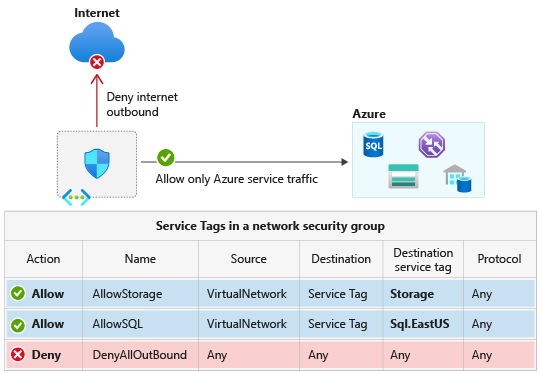 Internet
Deny internet
outbound
Azure
SQL
Allow only Azure service traffic
Service Tags in a network security group
Action Name Source Destination Destination service tag Protocol
Allow AllowStorage VirtualNetwork Service Tag Storage Any
Allow AllowSQL VirtualNetwork Service Tag Sql.EastUS Any
Deny DenyAllOutBound Any Any Any Any